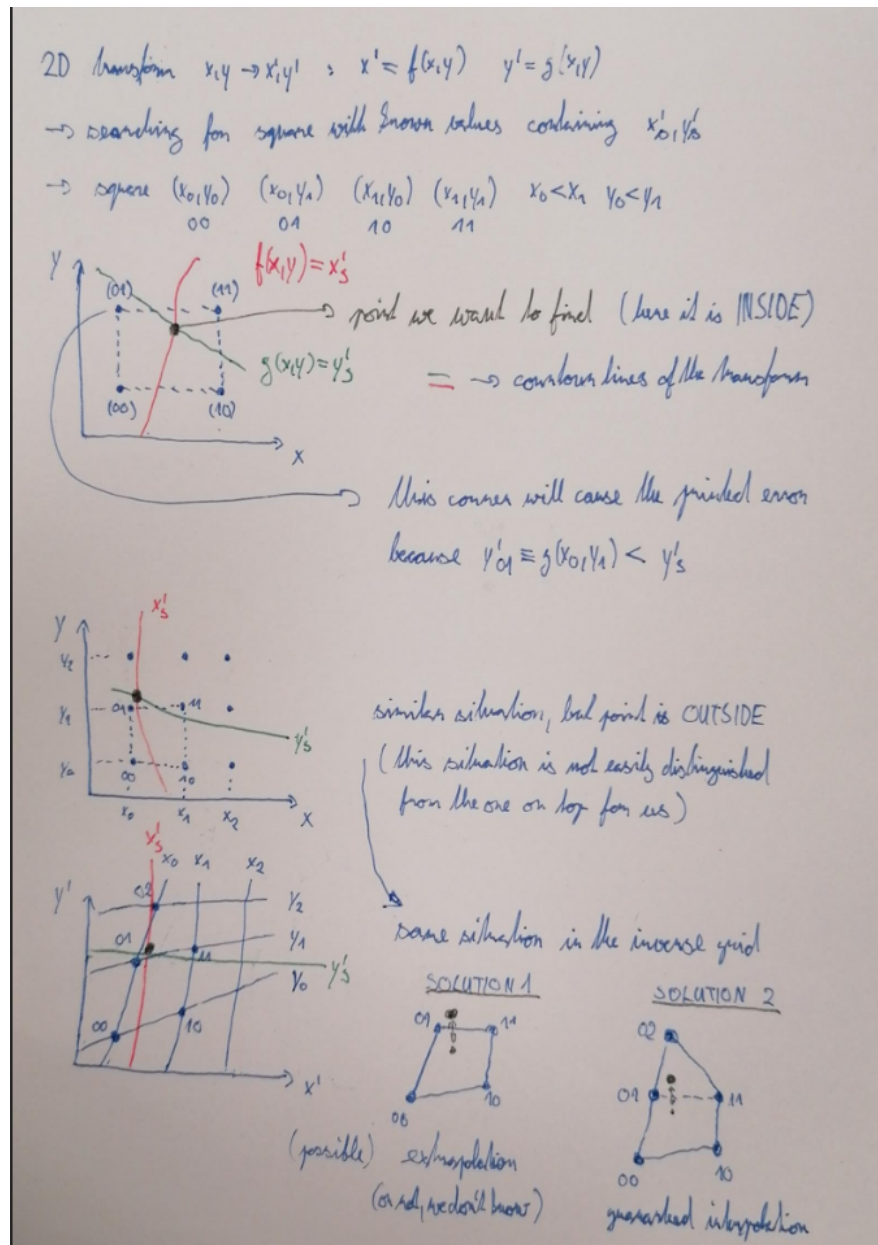 2D transform x,y → x',y' : x' = f(x,y) y' = g(x,y)
→ searching for square with known values containing x's, y's
→ square (x0,y0) (x0,y1) (x1,y0) (x1,y1) x0<x1 y0<y1
00 01 10 11
y
f(x,y)=x's
(01) (11)
→ point we want to find (here it is INSIDE)
g(x,y)=y's
= → countour lines of the transform
(00) (10)
x
→ this corner will cause the printed error
because y'01 ≡ g(x0,y1) < y's
x's
y
y2
y1 01 11
y's
y0 00 10
x0 x1 x2 x
similar situation, but point is OUTSIDE
(this situation is not easily distinguished
from the one on top for us)
x's x0 x1 x2
y' 02 y2
01 11 y1
y's
y0
00 10
x'
same situation in the inverse grid
SOLUTION 1
01 11
00 10
(possible) extrapolation
(or not, we don't know)
SOLUTION 2
02
01 11
00 10
guaranteed interpolation